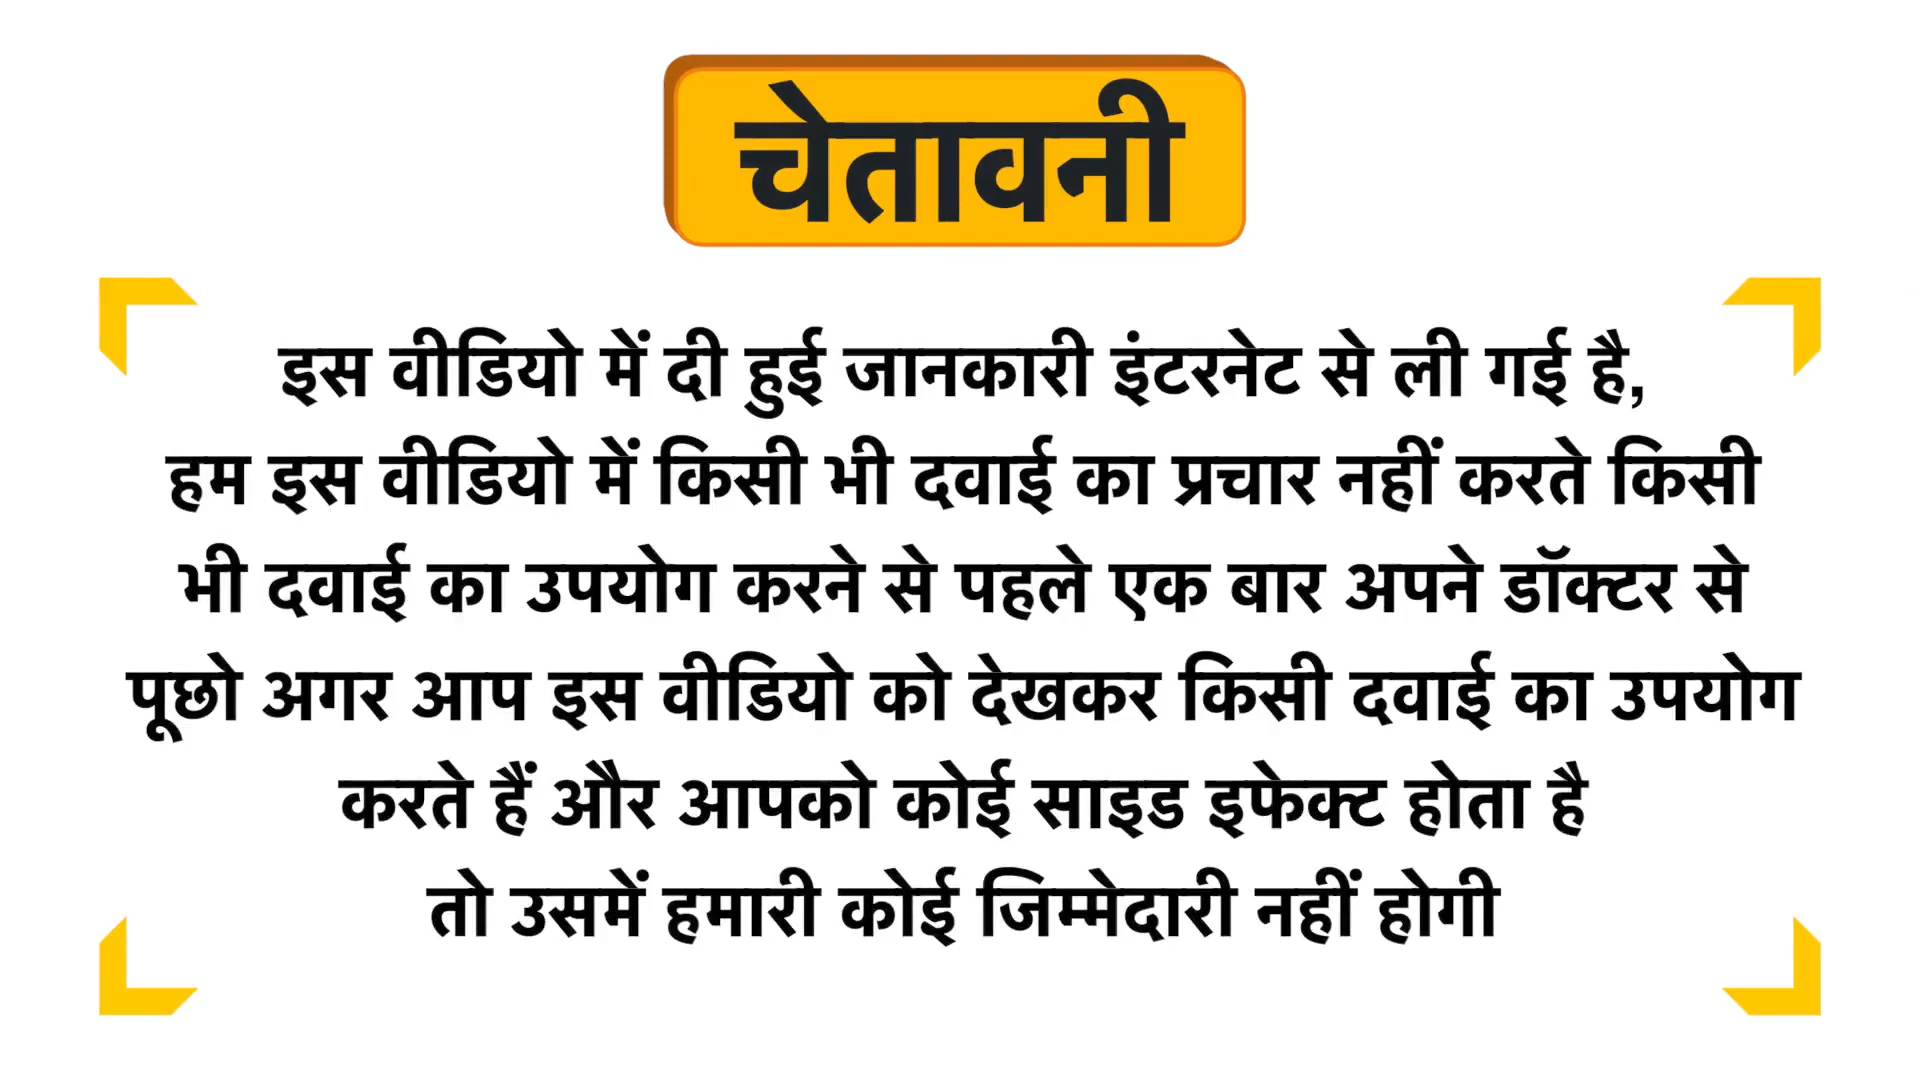 चेतावनी
इस वीडियो में दी हुई जानकारी इंटरनेट से ली गई है,
हम इस वीडियो में किसी भी दवाई का प्रचार नहीं करते किसी
भी दवाई का उपयोग करने से पहले एक बार अपने डॉक्टर से
पूछो अगर आप इस वीडियो को देखकर किसी दवाई का उपयोग
करते हैं और आपको कोई साइड इफेक्ट होता है
तो उसमें हमारी कोई जिम्मेदारी नहीं होगी